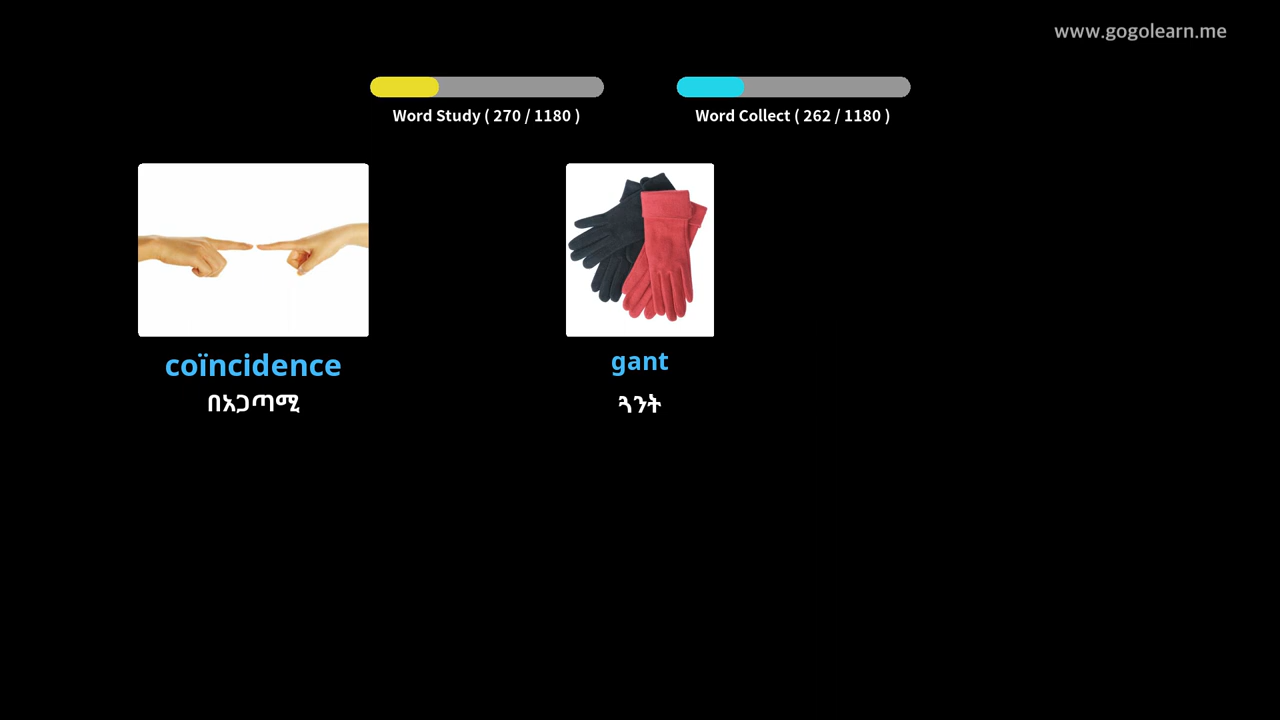 www.gogolearn.me
Word Study ( 270 / 1180 )
Word Collect ( 262 / 1180 )
coïncidence
በአጋጣሚ
gant
ጓንት